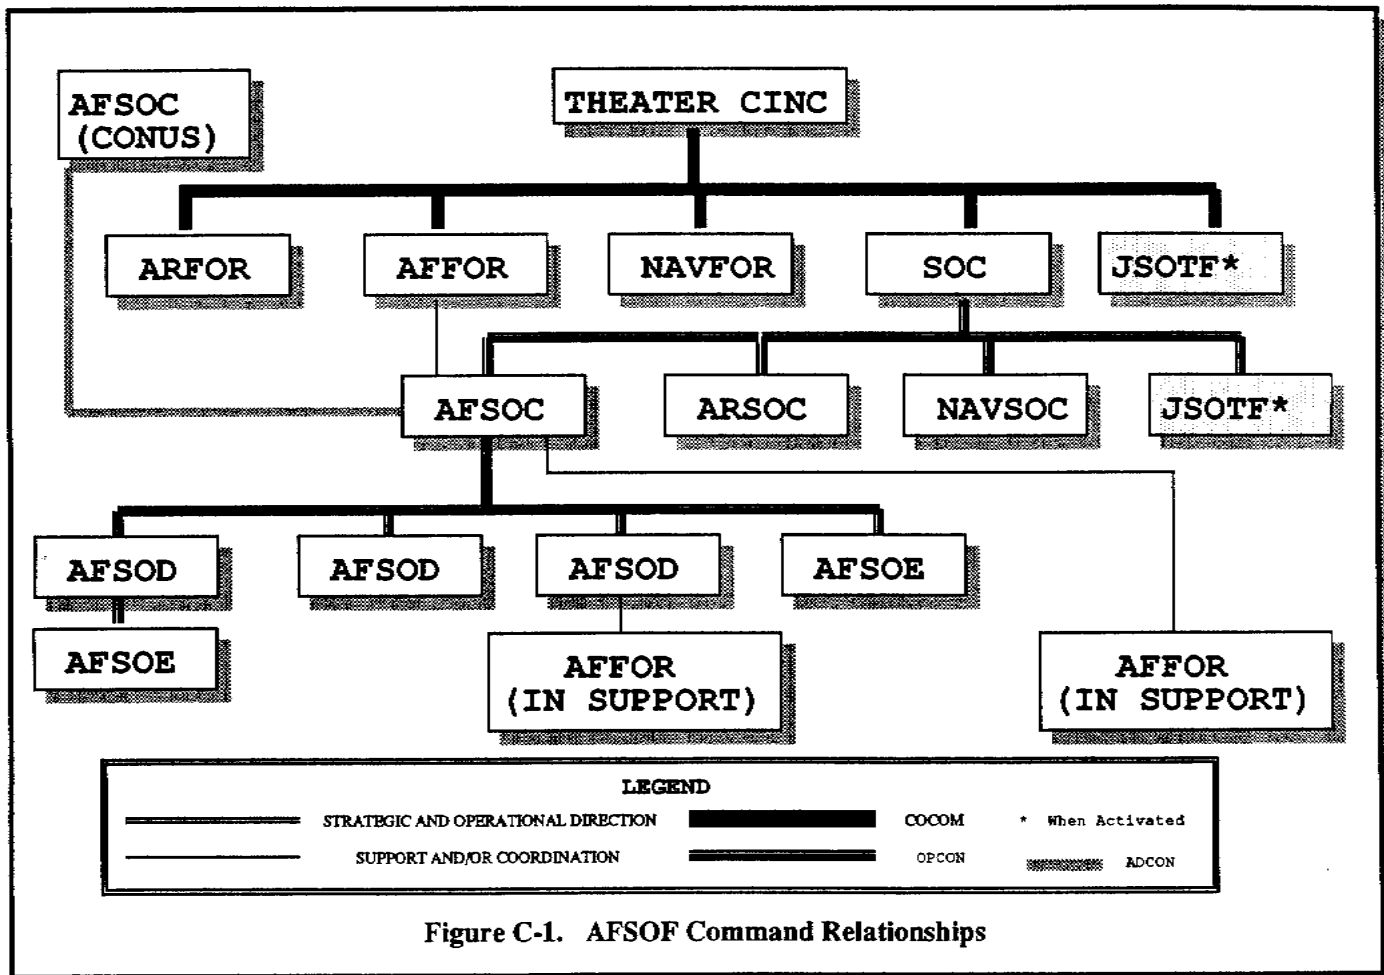 AFSOC
(CONUS)
THEATER CINC
ARFOR
AFFOR
NAVFOR
SOC
JSOTF*
AFSOC
ARSOC
NAVSOC
JSOTF*
AFSOD
AFSOD
AFSOD
AFSOE
AFSOE
AFFOR
(IN SUPPORT)
AFFOR
(IN SUPPORT)
LEGEND
STRATEGIC AND OPERATIONAL DIRECTION
COCOM
* When Activated
SUPPORT AND/OR COORDINATION
OPCON
ADCON
Figure C-1. AFSOF Command Relationships